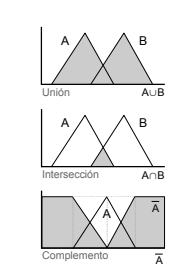 A B
Unión A∪B
A B
Intersección A∩B
A A̅
Complemento A̅